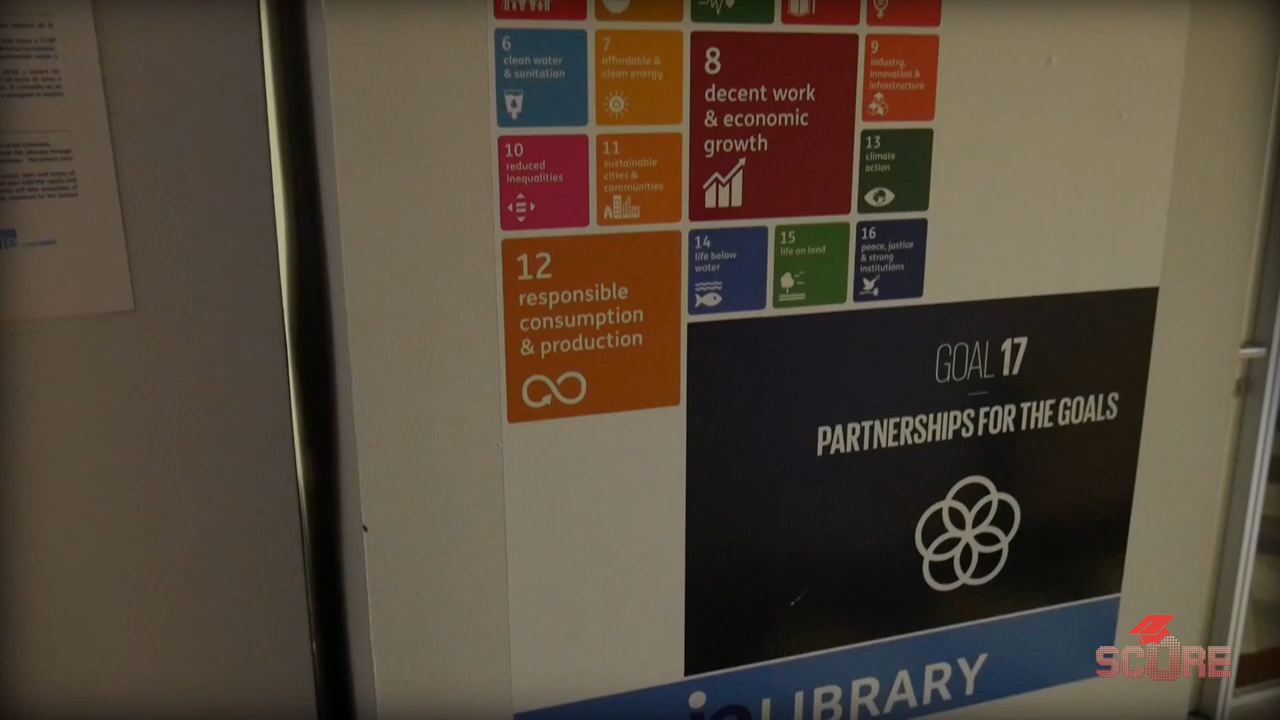 6
clean water
& sanitation
7
affordable &
clean energy
8
decent work
& economic
growth
9
industry,
innovation &
infrastructure
10
reduced
inequalities
11
sustainable
cities &
communities
13
climate
action
12
responsible
consumption
& production
14
life below
water
15
life on land
16
peace, justice
& strong
institutions
GOAL 17
PARTNERSHIPS FOR THE GOALS
ie LIBRARY
SCURE